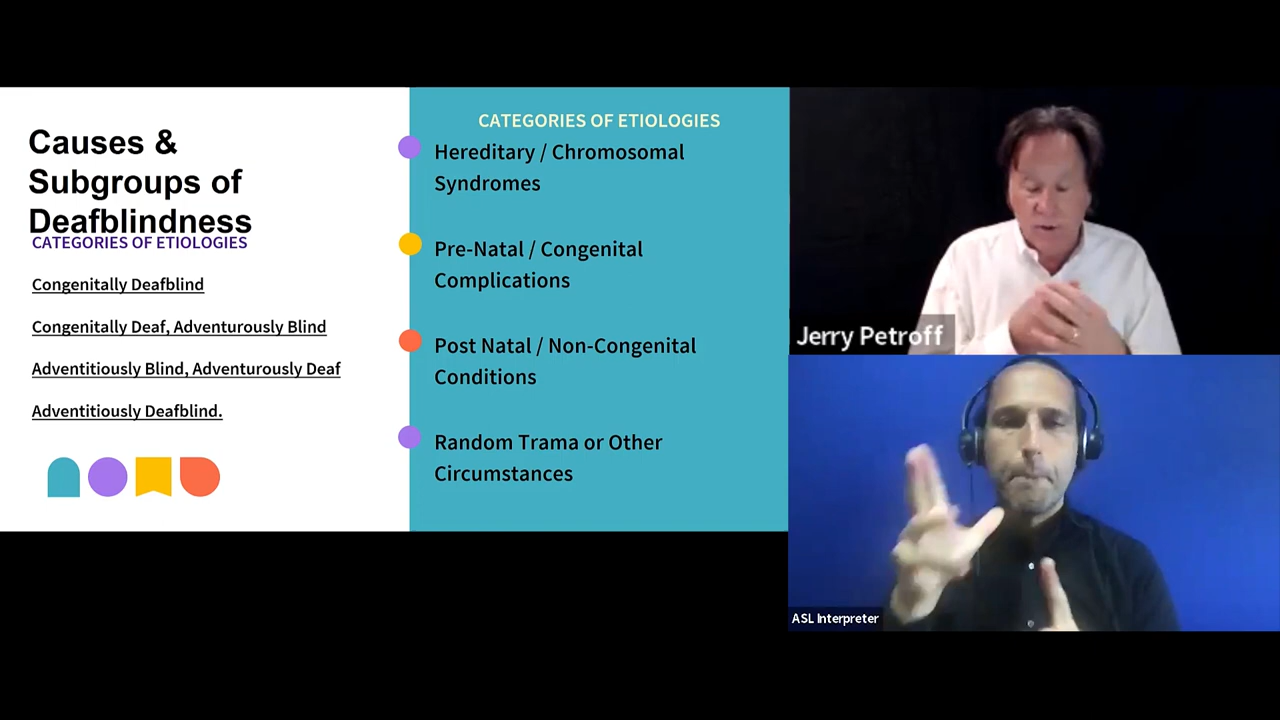 Causes &
Subgroups of
Deafblindness
CATEGORIES OF ETIOLOGIES
Congenitally Deafblind
Congenitally Deaf, Adventurously Blind
Adventitiously Blind, Adventurously Deaf
Adventitiously Deafblind.
CATEGORIES OF ETIOLOGIES
Hereditary / Chromosomal
Syndromes
Pre-Natal / Congenital
Complications
Post Natal / Non-Congenital
Conditions
Random Trama or Other
Circumstances
Jerry Petroff
ASL Interpreter